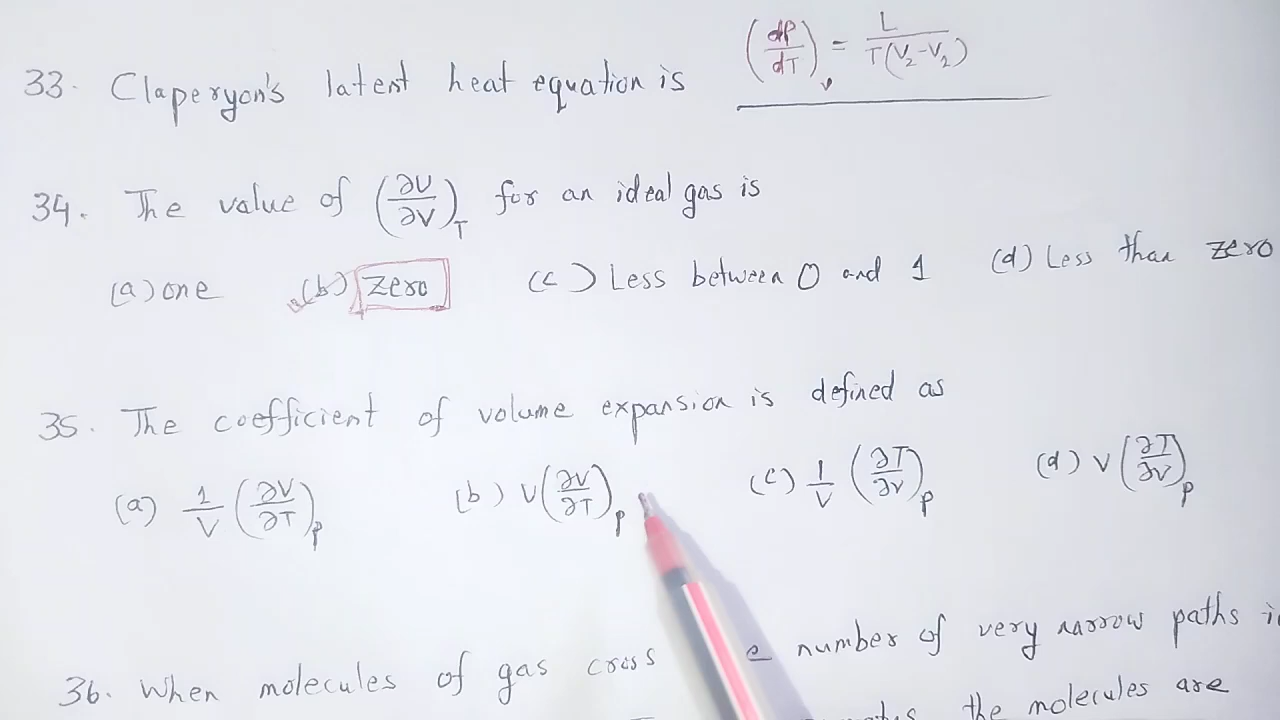 33. Claperyon's latent heat equation is (dP/dT)v = L/T(V2-V2)
34. The value of (∂U/∂V)T for an ideal gas is
(a) one (b) Zero (c) Less between 0 and 1 (d) Less than zero
35. The coefficient of volume expansion is defined as
(a) 1/V (∂V/∂T)p (b) V(∂V/∂T)p (c) 1/V (∂T/∂V)p (d) V(∂T/∂V)p
36. When molecules of gas cross number of very narrow paths
the molecules are